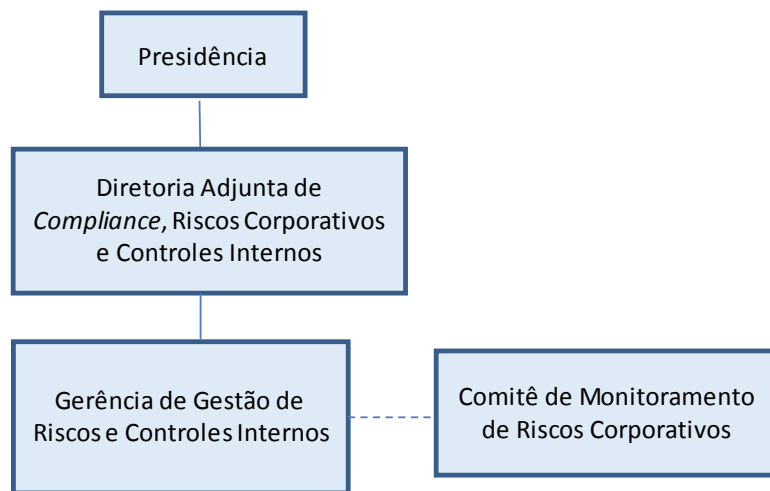 Presidência
Diretoria Adjunta de
Compliance, Riscos Corporativos
e Controles Internos
Gerência de Gestão de
Riscos e Controles Internos
Comitê de Monitoramento
de Riscos Corporativos